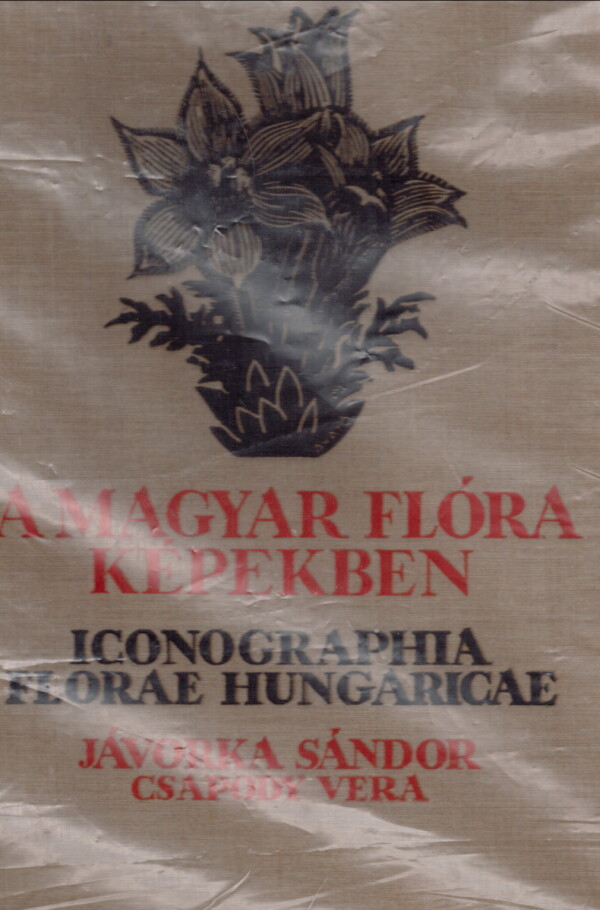 A MAGYAR FLÓRA
KÉPEKBEN
ICONOGRAPHIA
FLORAE HUNGARICAE
JÁVORKA SÁNDOR
CSAPODY VERA